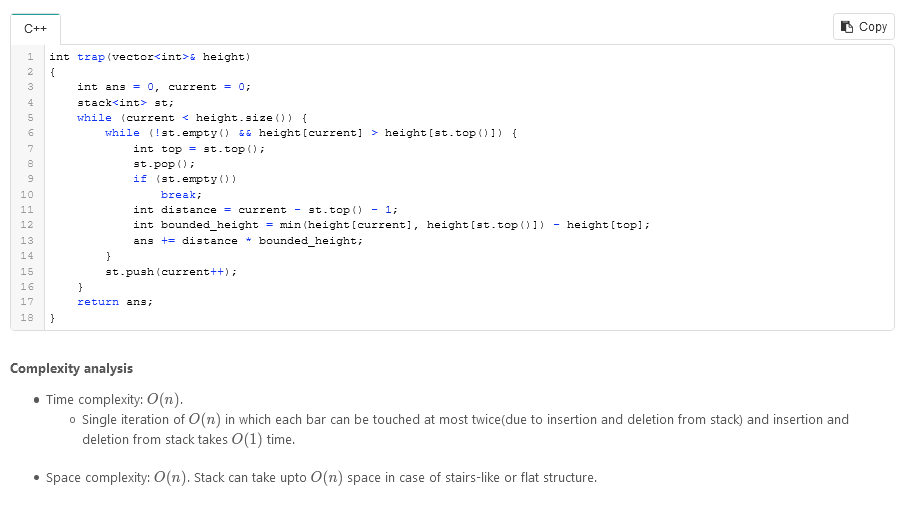 C++
Copy
1 int trap(vector<int>& height)
2 {
3     int ans = 0, current = 0;
4     stack<int> st;
5     while (current < height.size()) {
6         while (!st.empty() && height[current] > height[st.top()]) {
7             int top = st.top();
8             st.pop();
9             if (st.empty())
10                 break;
11             int distance = current - st.top() - 1;
12             int bounded_height = min(height[current], height[st.top()]) - height[top];
13             ans += distance * bounded_height;
14         }
15         st.push(current++);
16     }
17     return ans;
18 }
Complexity analysis
• Time complexity: O(n).
o Single iteration of O(n) in which each bar can be touched at most twice(due to insertion and deletion from stack) and insertion and
deletion from stack takes O(1) time.
• Space complexity: O(n). Stack can take upto O(n) space in case of stairs-like or flat structure.